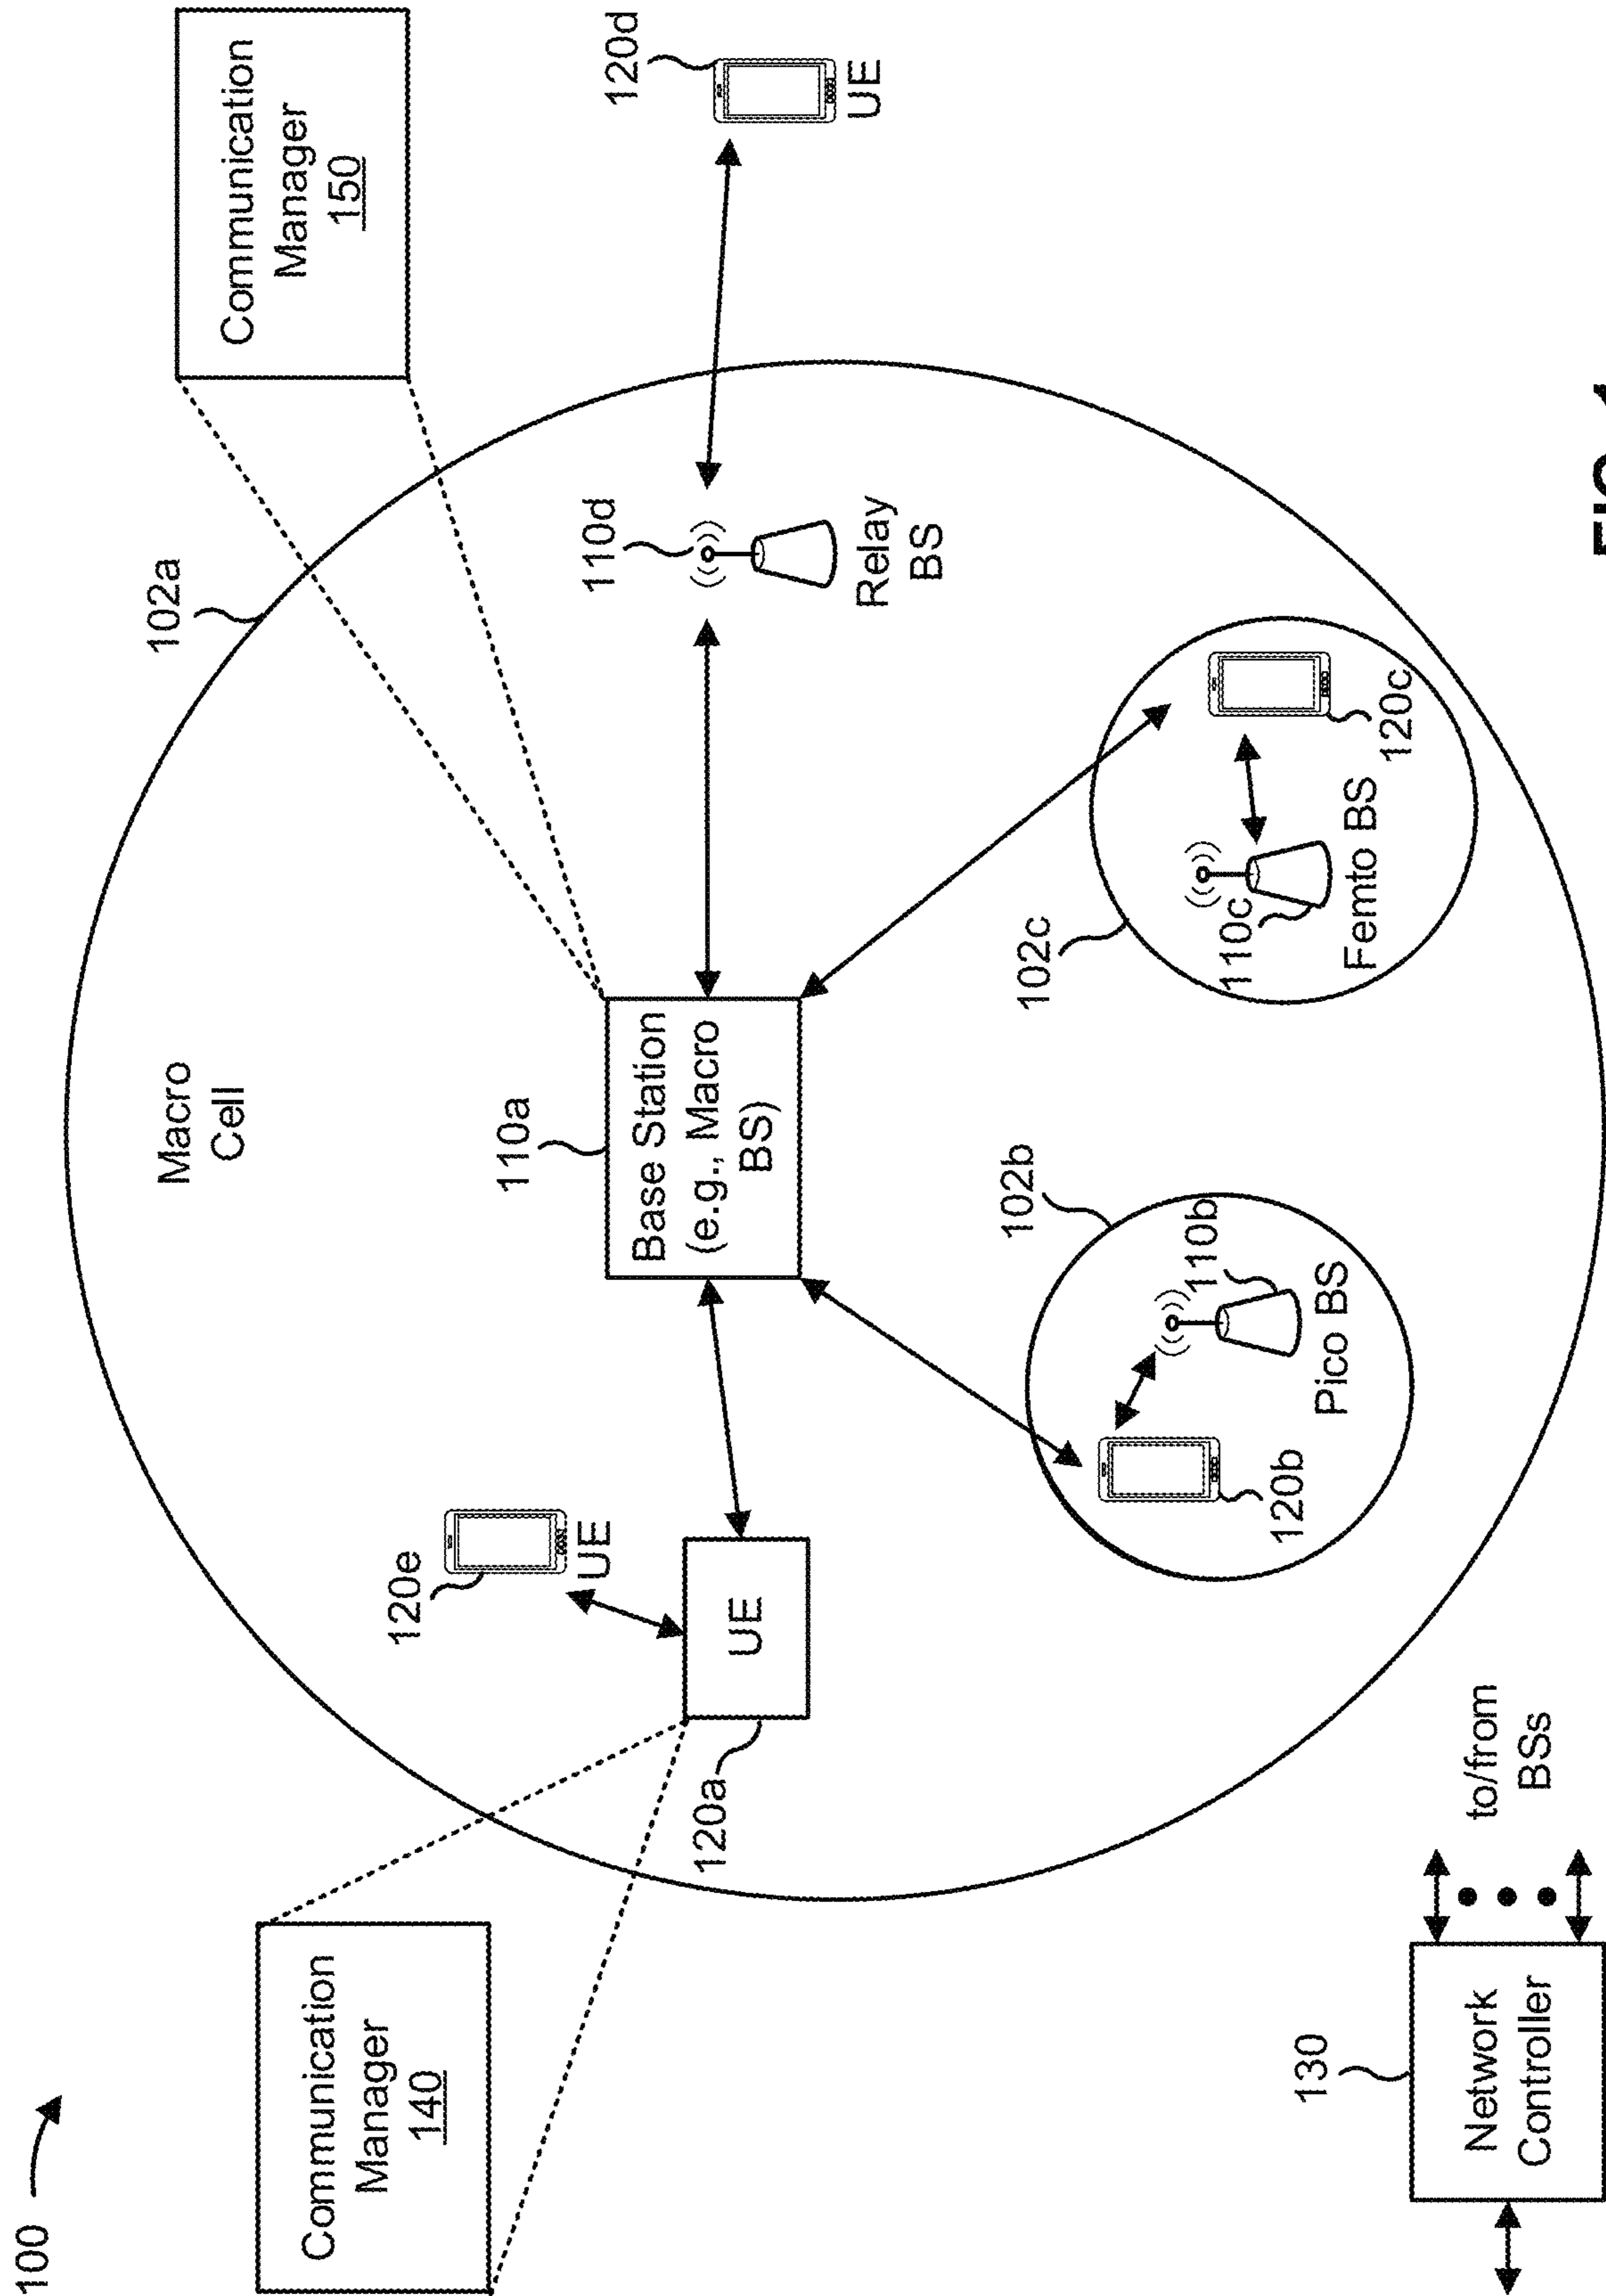 100
Communication
Manager
140
Communication
Manager
150
Macro
Cell
102a
110a
Base Station
(e.g., Macro
BS)
110d
Relay
BS
120d
UE
120e
UE
UE
120a
102b
110b
Pico BS
120b
102c
110c
Femto BS
120c
130
Network
Controller
to/from
BSs